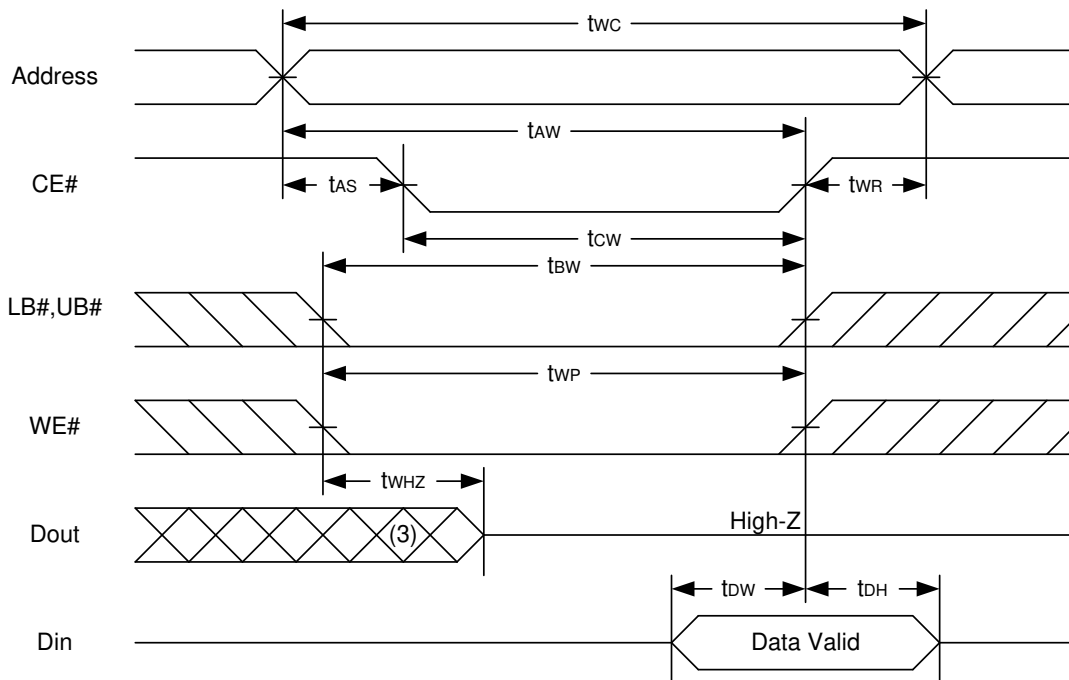 tWC
Address
tAW
CE#
tAS
tWR
tCW
tBW
LB#,UB#
tWP
WE#
tWHZ
Dout
(3)
High-Z
tDW
tDH
Din
Data Valid